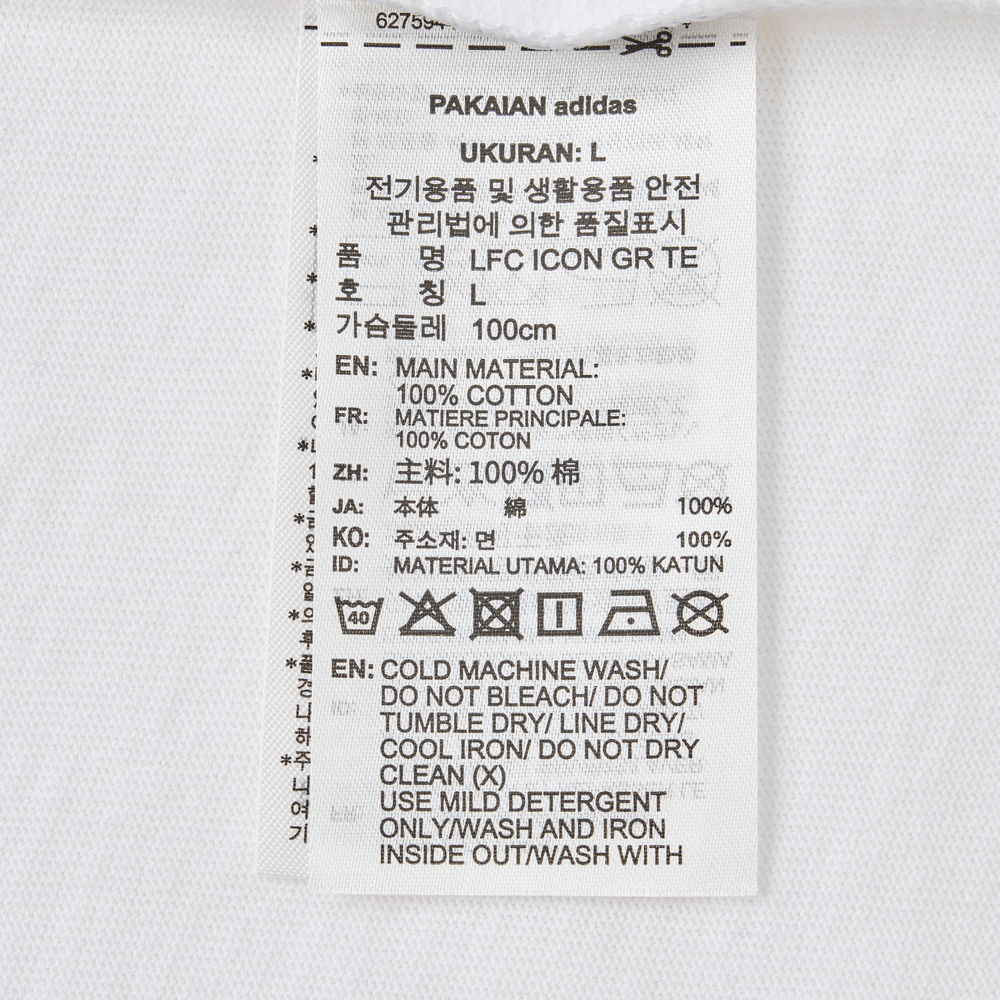 627594
PAKAIAN adidas
UKURAN: L
전기용품 및 생활용품 안전
관리법에 의한 품질표시
품 명 LFC ICON GR TE
호 칭 L
가슴둘레 100cm
EN: MAIN MATERIAL:
100% COTTON
FR: MATIERE PRINCIPALE:
100% COTON
ZH: 主料: 100% 棉
JA: 本体 綿 100%
KO: 주소재: 면 100%
ID: MATERIAL UTAMA: 100% KATUN
40
EN: COLD MACHINE WASH/
DO NOT BLEACH/ DO NOT
TUMBLE DRY/ LINE DRY/
COOL IRON/ DO NOT DRY
CLEAN (X)
USE MILD DETERGENT
ONLY/WASH AND IRON
INSIDE OUT/WASH WITH